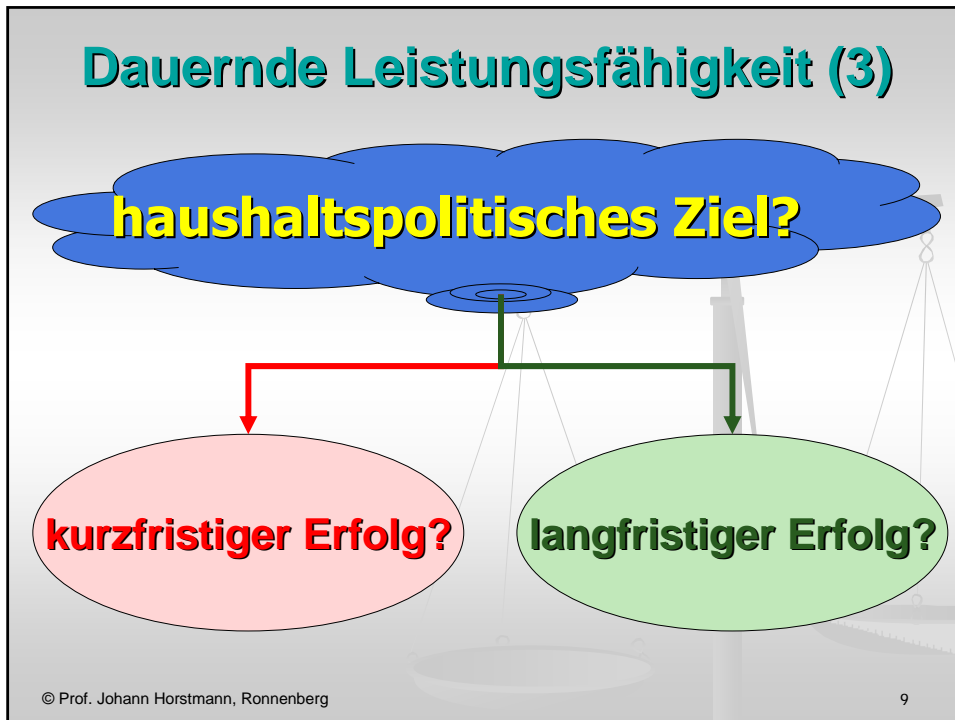 Dauernde Leistungsfähigkeit (3)
haushaltspolitisches Ziel?
kurzfristiger Erfolg?
langfristiger Erfolg?
© Prof. Johann Horstmann, Ronnenberg
9